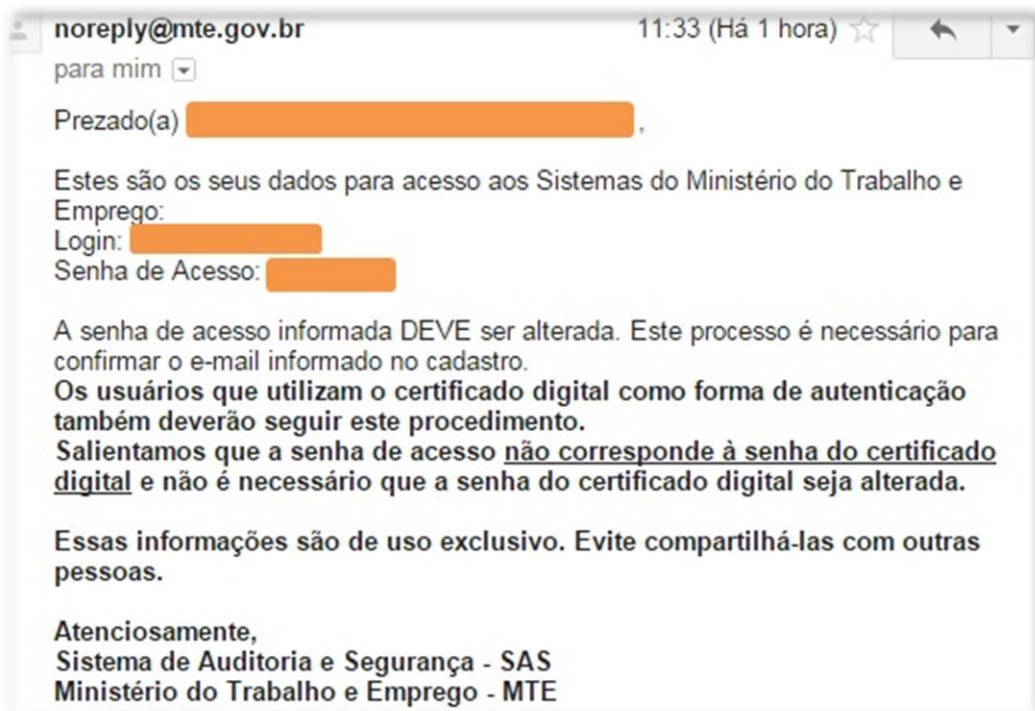 noreply@mte.gov.br 11:33 (Há 1 hora)
para mim
Prezado(a) ,
Estes são os seus dados para acesso aos Sistemas do Ministério do Trabalho e
Emprego:
Login:
Senha de Acesso:
A senha de acesso informada DEVE ser alterada. Este processo é necessário para
confirmar o e-mail informado no cadastro.
Os usuários que utilizam o certificado digital como forma de autenticação
também deverão seguir este procedimento.
Salientamos que a senha de acesso não corresponde à senha do certificado
digital e não é necessário que a senha do certificado digital seja alterada.
Essas informações são de uso exclusivo. Evite compartilhá-las com outras
pessoas.
Atenciosamente,
Sistema de Auditoria e Segurança - SAS
Ministério do Trabalho e Emprego - MTE